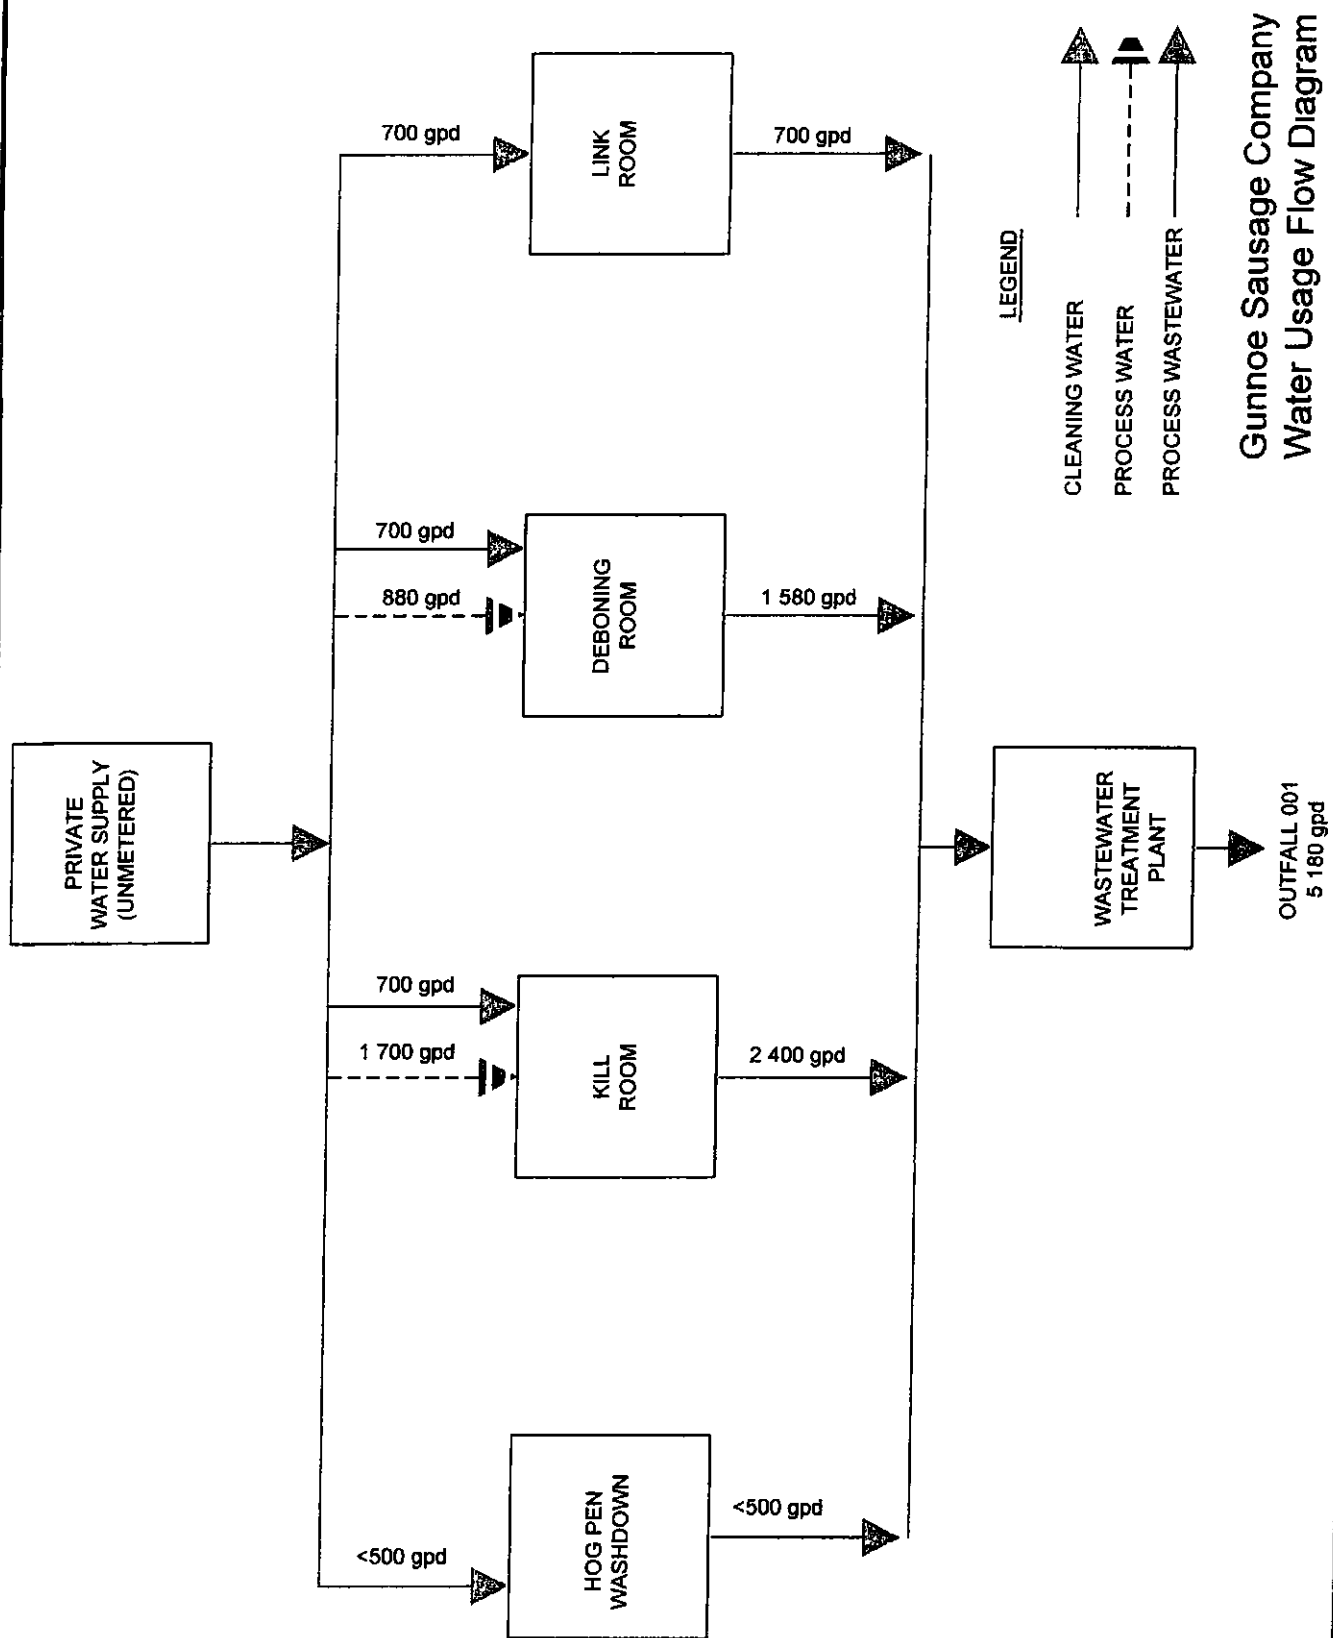 PRIVATE
WATER SUPPLY
(UNMETERED)
<500 gpd
1 700 gpd
700 gpd
880 gpd
700 gpd
700 gpd
HOG PEN
WASHDOWN
KILL
ROOM
DEBONING
ROOM
LINK
ROOM
<500 gpd
2 400 gpd
1 580 gpd
700 gpd
WASTEWATER
TREATMENT
PLANT
OUTFALL 001
5 180 gpd
LEGEND
CLEANING WATER
PROCESS WATER
PROCESS WASTEWATER
Gunnoe Sausage Company
Water Usage Flow Diagram